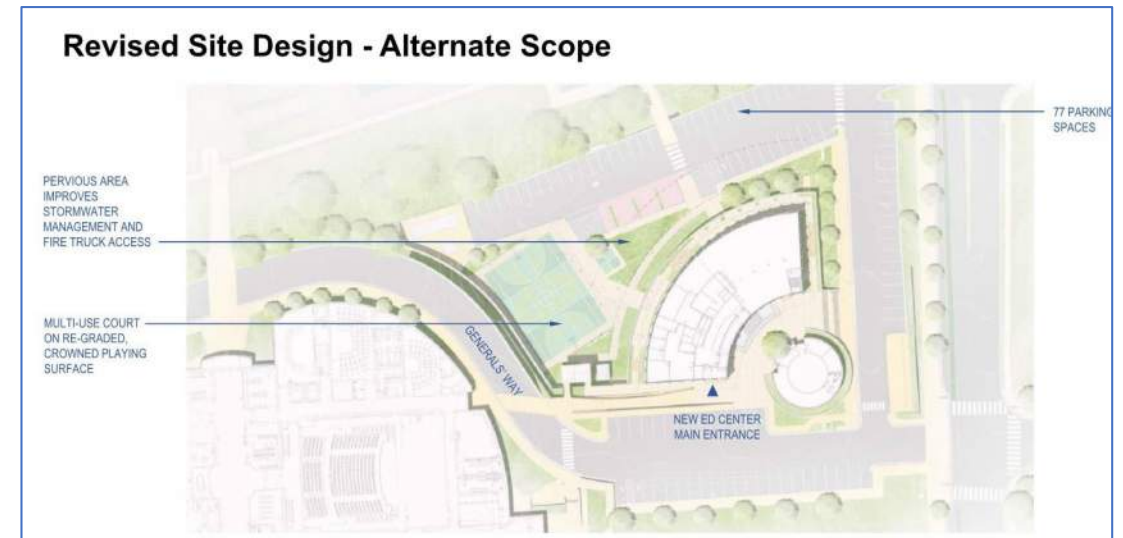 Revised Site Design - Alternate Scope
77 PARKING
SPACES
PERVIOUS AREA
IMPROVES
STORMWATER
MANAGEMENT AND
FIRE TRUCK ACCESS
MULTI-USE COURT
ON RE-GRADED,
CROWNED PLAYING
SURFACE
GENERALS' WAY
NEW ED CENTER
MAIN ENTRANCE